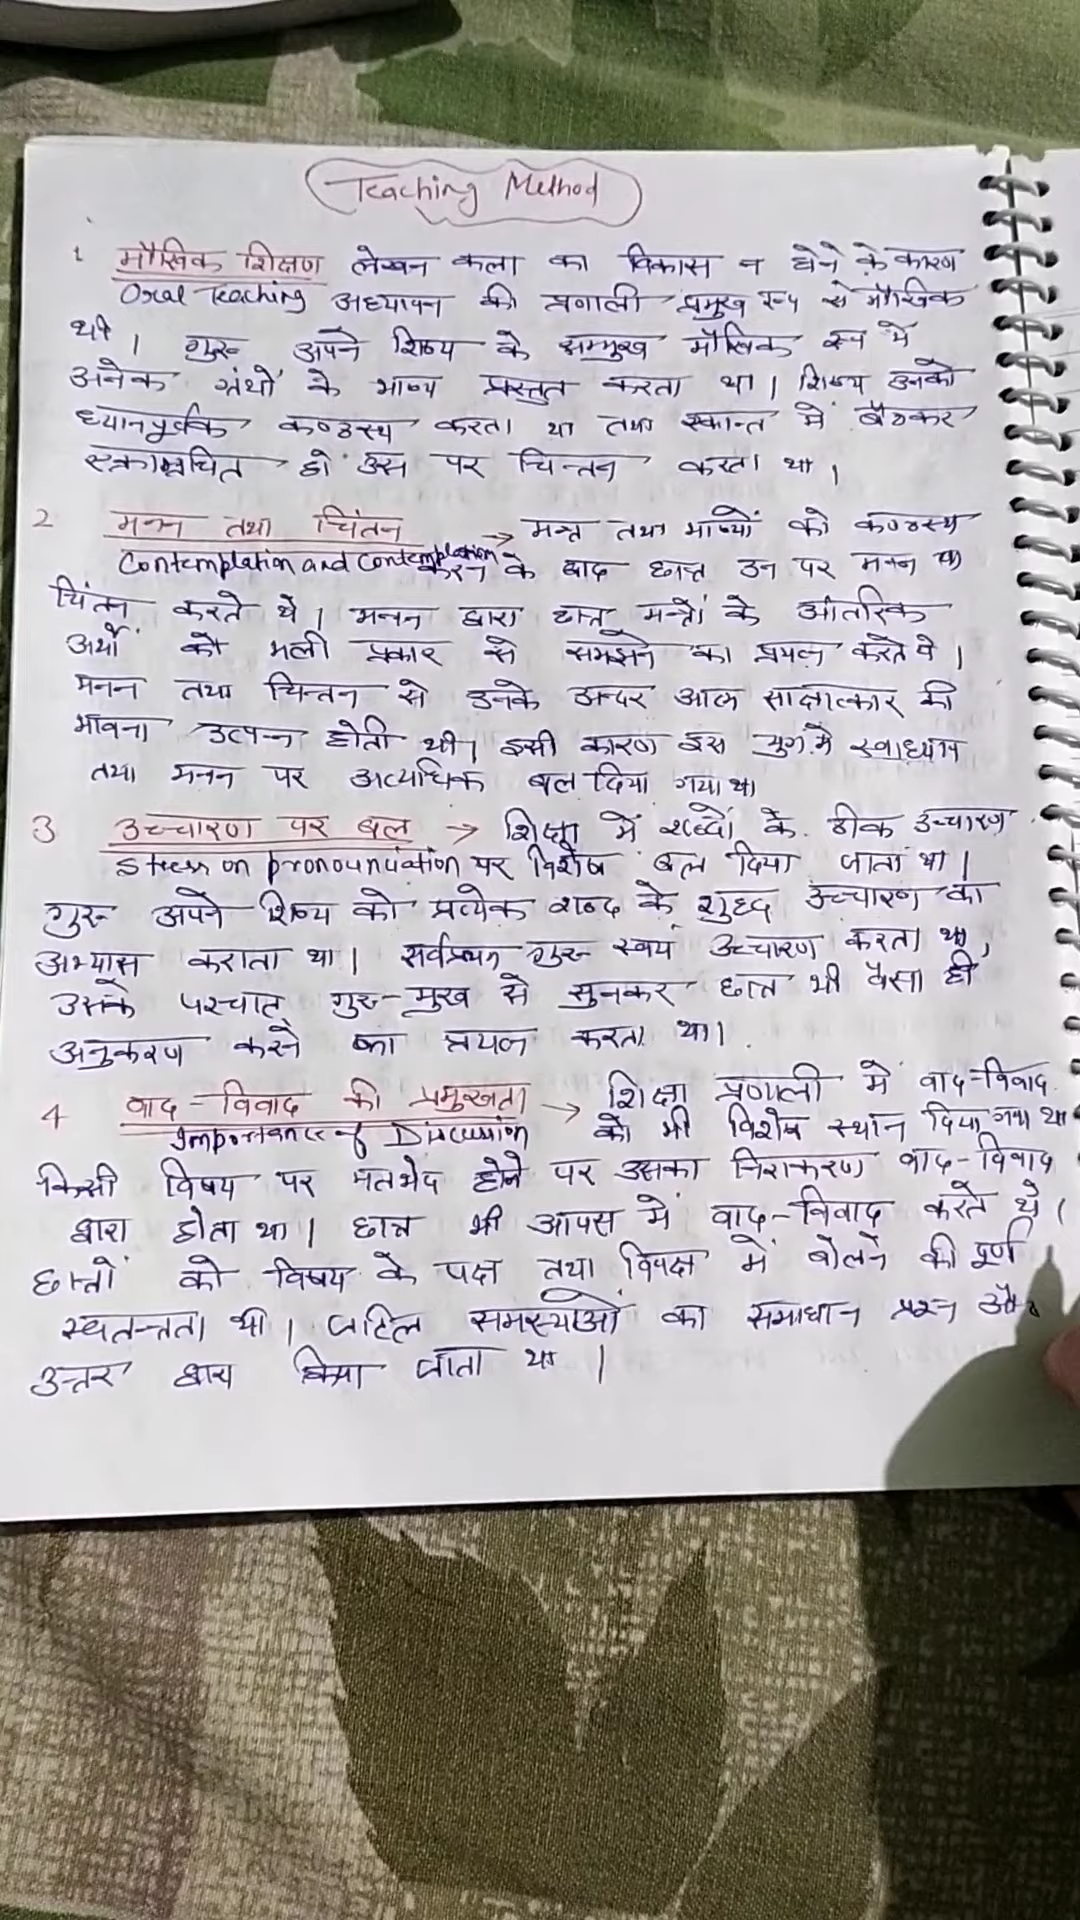 Teaching Method
1 मौखिक शिक्षण लेखन कला का विकास न होने के कारण
Oral Teaching अध्यापन की प्रणाली प्रमुख रूप से मौखिक
थी । गुरू अपने शिष्य के सम्मुख मौखिक रूप में
अनेक ग्रंथों के भाष्य प्रस्तुत करता था । शिष्य उनको
ध्यानपूर्वक कण्ठस्थ करता था तथा एकान्त में बैठकर
हो उस पर चिन्तन करता था ।
2 मनन तथा चिंतन → मन्त्र तथा भाष्यों को कण्ठस्थ
Contemplation and Contemplation करने के बाद छात्र उन पर मनन
चिंतन करते थे । मनन द्वारा छात्र मन्त्रों के आंतरिक
अर्थों को भली प्रकार से समझने का प्रयत्न करते थे ।
मनन तथा चिन्तन से उनके अन्दर आत्म साक्षात्कार की
भावना उत्पन्न होती थी । इसी कारण इस युग में स्वाध्याय
तथा मनन पर अत्यधिक बल दिया गया था
3 उच्चारण पर बल → शिक्षा में शब्दों के ठीक उच्चारण
Stress on pronounciation पर विशेष बल दिया जाता था ।
गुरू अपने शिष्य को प्रत्येक शब्द के शुद्ध उच्चारण का
अभ्यास कराता था । सर्वप्रथम गुरू स्वयं उच्चारण करता था,
उसके पश्चात् गुरू-मुख से सुनकर छात्र भी वैसा ही
अनुकरण करने का प्रयत्न करता था ।
4 वाद-विवाद की प्रमुखता → शिक्षा प्रणाली में वाद-विवाद
Importance of Discussion को भी विशेष स्थान दिया गया था
किसी विषय पर मतभेद होने पर उसका निराकरण वाद-विवाद
द्वारा होता था । छात्र भी आपस में वाद-विवाद करते थे ।
छात्रों को विषय के पक्ष तथा विपक्ष में बोलने की पूर्ण
स्वतन्त्रता थी । जटिल समस्याओं का समाधान प्रश्न और
उत्तर द्वारा किया जाता था ।